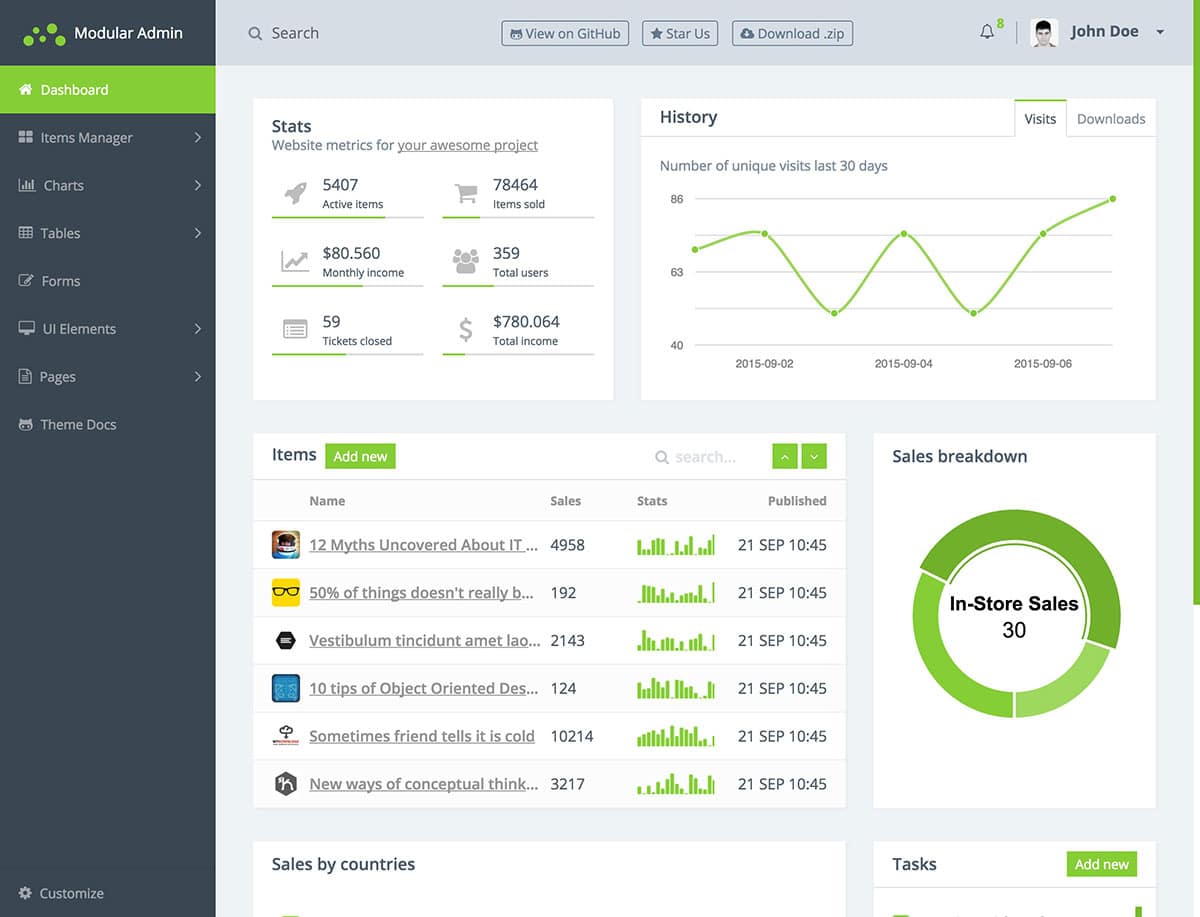 Modular Admin
Search
View on GitHub
Star Us
Download .zip
8
John Doe
Dashboard
Items Manager
Charts
Tables
Forms
UI Elements
Pages
Theme Docs
Customize
Stats
Website metrics for your awesome project
5407
Active items
78464
Items sold
$80.560
Monthly income
359
Total users
59
Tickets closed
$780.064
Total income
History
Visits
Downloads
Number of unique visits last 30 days
86
63
40
2015-09-02 2015-09-04 2015-09-06
Items Add new search...
Name Sales Stats Published
12 Myths Uncovered About IT ... 4958 21 SEP 10:45
50% of things doesn't really b... 192 21 SEP 10:45
Vestibulum tincidunt amet lao... 2143 21 SEP 10:45
10 tips of Object Oriented Des... 124 21 SEP 10:45
Sometimes friend tells it is cold 10214 21 SEP 10:45
New ways of conceptual think... 3217 21 SEP 10:45
Sales breakdown
In-Store Sales
30
Sales by countries
Tasks
Add new